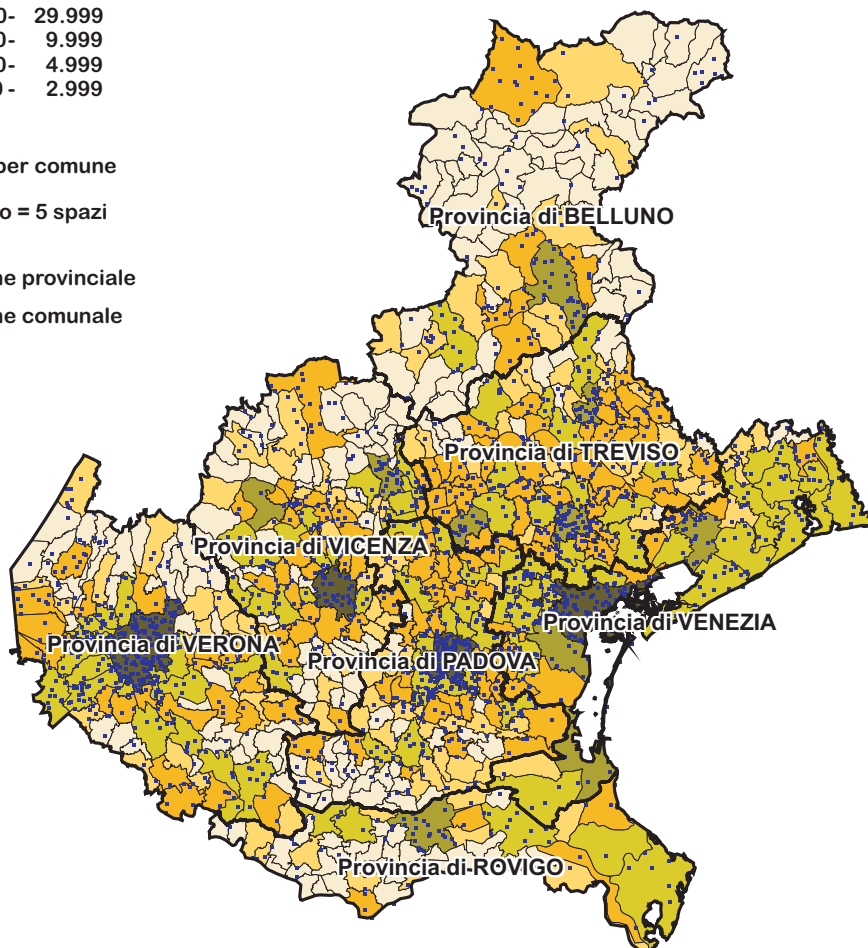 0- 29.999
0- 9.999
0- 4.999
0- 2.999
per comune
o = 5 spazi
ne provinciale
ne comunale
Provincia di BELLUNO
Provincia di TREVISO
Provincia di VICENZA
Provincia di VENEZIA
Provincia di VERONA
Provincia di PADOVA
Provincia di ROVIGO